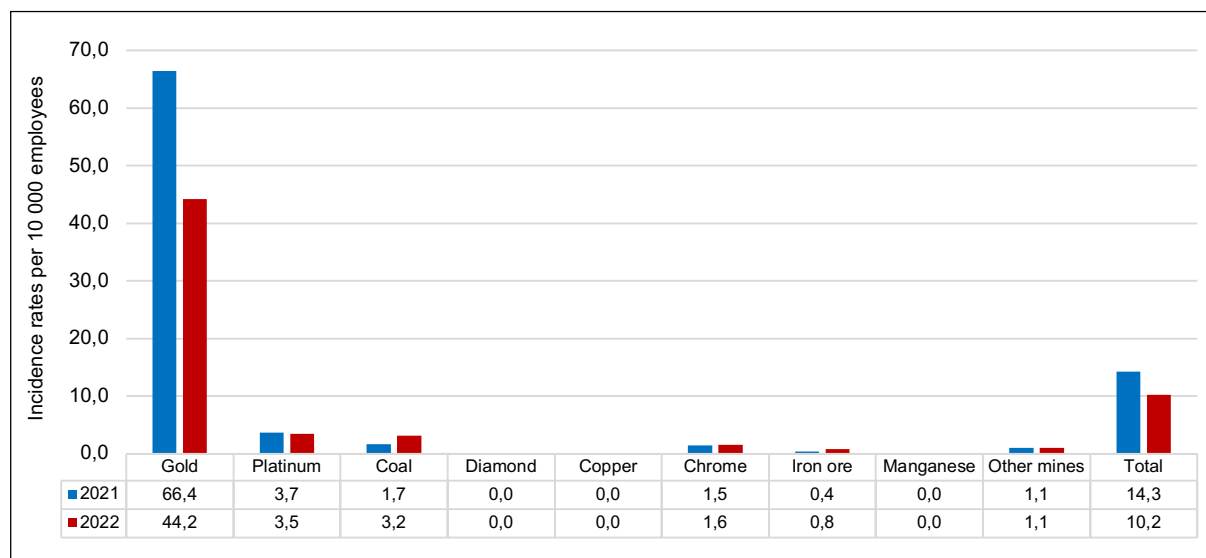 Incidence rates per 10 000 employees
70,0
60,0
50,0
40,0
30,0
20,0
10,0
0,0
Gold Platinum Coal Diamond Copper Chrome Iron ore Manganese Other mines Total
2021 66,4 3,7 1,7 0,0 0,0 1,5 0,4 0,0 1,1 14,3
2022 44,2 3,5 3,2 0,0 0,0 1,6 0,8 0,0 1,1 10,2